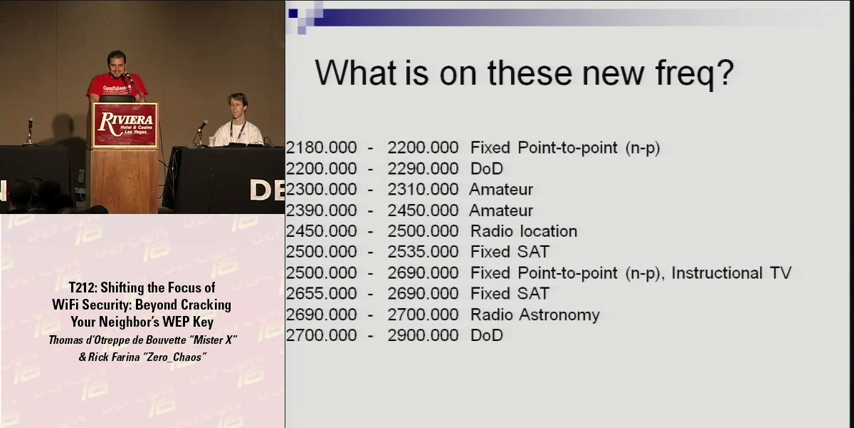 What is on these new freq?
RIVIERA
Hotel & Casino
Las Vegas
DE
2180.000 - 2200.000 Fixed Point-to-point (n-p)
2200.000 - 2290.000 DoD
2300.000 - 2310.000 Amateur
2390.000 - 2450.000 Amateur
2450.000 - 2500.000 Radio location
2500.000 - 2535.000 Fixed SAT
2500.000 - 2690.000 Fixed Point-to-point (n-p), Instructional TV
2655.000 - 2690.000 Fixed SAT
2690.000 - 2700.000 Radio Astronomy
2700.000 - 2900.000 DoD
T212: Shifting the Focus of
WiFi Security: Beyond Cracking
Your Neighbor's WEP Key
Thomas d'Otreppe de Bouvette "Mister X"
& Rick Farina "Zero_Chaos"